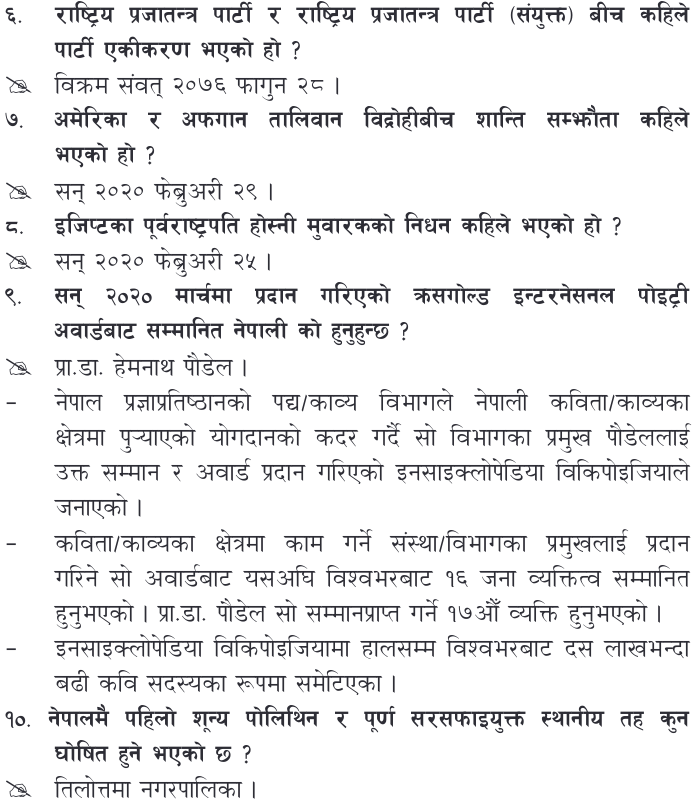 ६. राष्ट्रिय प्रजातन्त्र पार्टी र राष्ट्रिय प्रजातन्त्र पार्टी (संयुक्त) बीच कहिले
पार्टी एकीकरण भएको हो ?
विक्रम संवत् २०७६ फागुन २८ ।
७. अमेरिका र अफगान तालिवान विद्रोहीबीच शान्ति सम्झौता कहिले
भएको हो ?
सन् २०२० फेब्रुअरी २९ ।
८. इजिप्टका पूर्वराष्ट्रपति होस्नी मुवारकको निधन कहिले भएको हो ?
सन् २०२० फेब्रुअरी २५ ।
९. सन् २०२० मार्चमा प्रदान गरिएको क्रसगोल्ड इन्टरनेसनल पोइट्री
अवार्डबाट सम्मानित नेपाली को हुनुहुन्छ ?
प्रा.डा. हेमनाथ पौडेल ।
– नेपाल प्रज्ञाप्रतिष्ठानको पद्य/काव्य विभागले नेपाली कविता/काव्यका
क्षेत्रमा पुऱ्याएको योगदानको कदर गर्दै सो विभागका प्रमुख पौडेललाई
उक्त सम्मान र अवार्ड प्रदान गरिएको इनसाइक्लोपेडिया विकिपोइजियाले
जनाएको ।
– कविता/काव्यका क्षेत्रमा काम गर्ने संस्था/विभागका प्रमुखलाई प्रदान
गरिने सो अवार्डबाट यसअघि विश्वभरबाट १६ जना व्यक्तित्व सम्मानित
हुनुभएको । प्रा.डा. पौडेल सो सम्मानप्राप्त गर्ने १७औँ व्यक्ति हुनुभएको ।
– इनसाइक्लोपेडिया विकिपोइजियामा हालसम्म विश्वभरबाट दस लाखभन्दा
बढी कवि सदस्यका रूपमा समेटिएका ।
१०. नेपालमै पहिलो शून्य पोलिथिन र पूर्ण सरसफाइयुक्त स्थानीय तह कुन
घोषित हुने भएको छ ?
तिलोत्तमा नगरपालिका ।